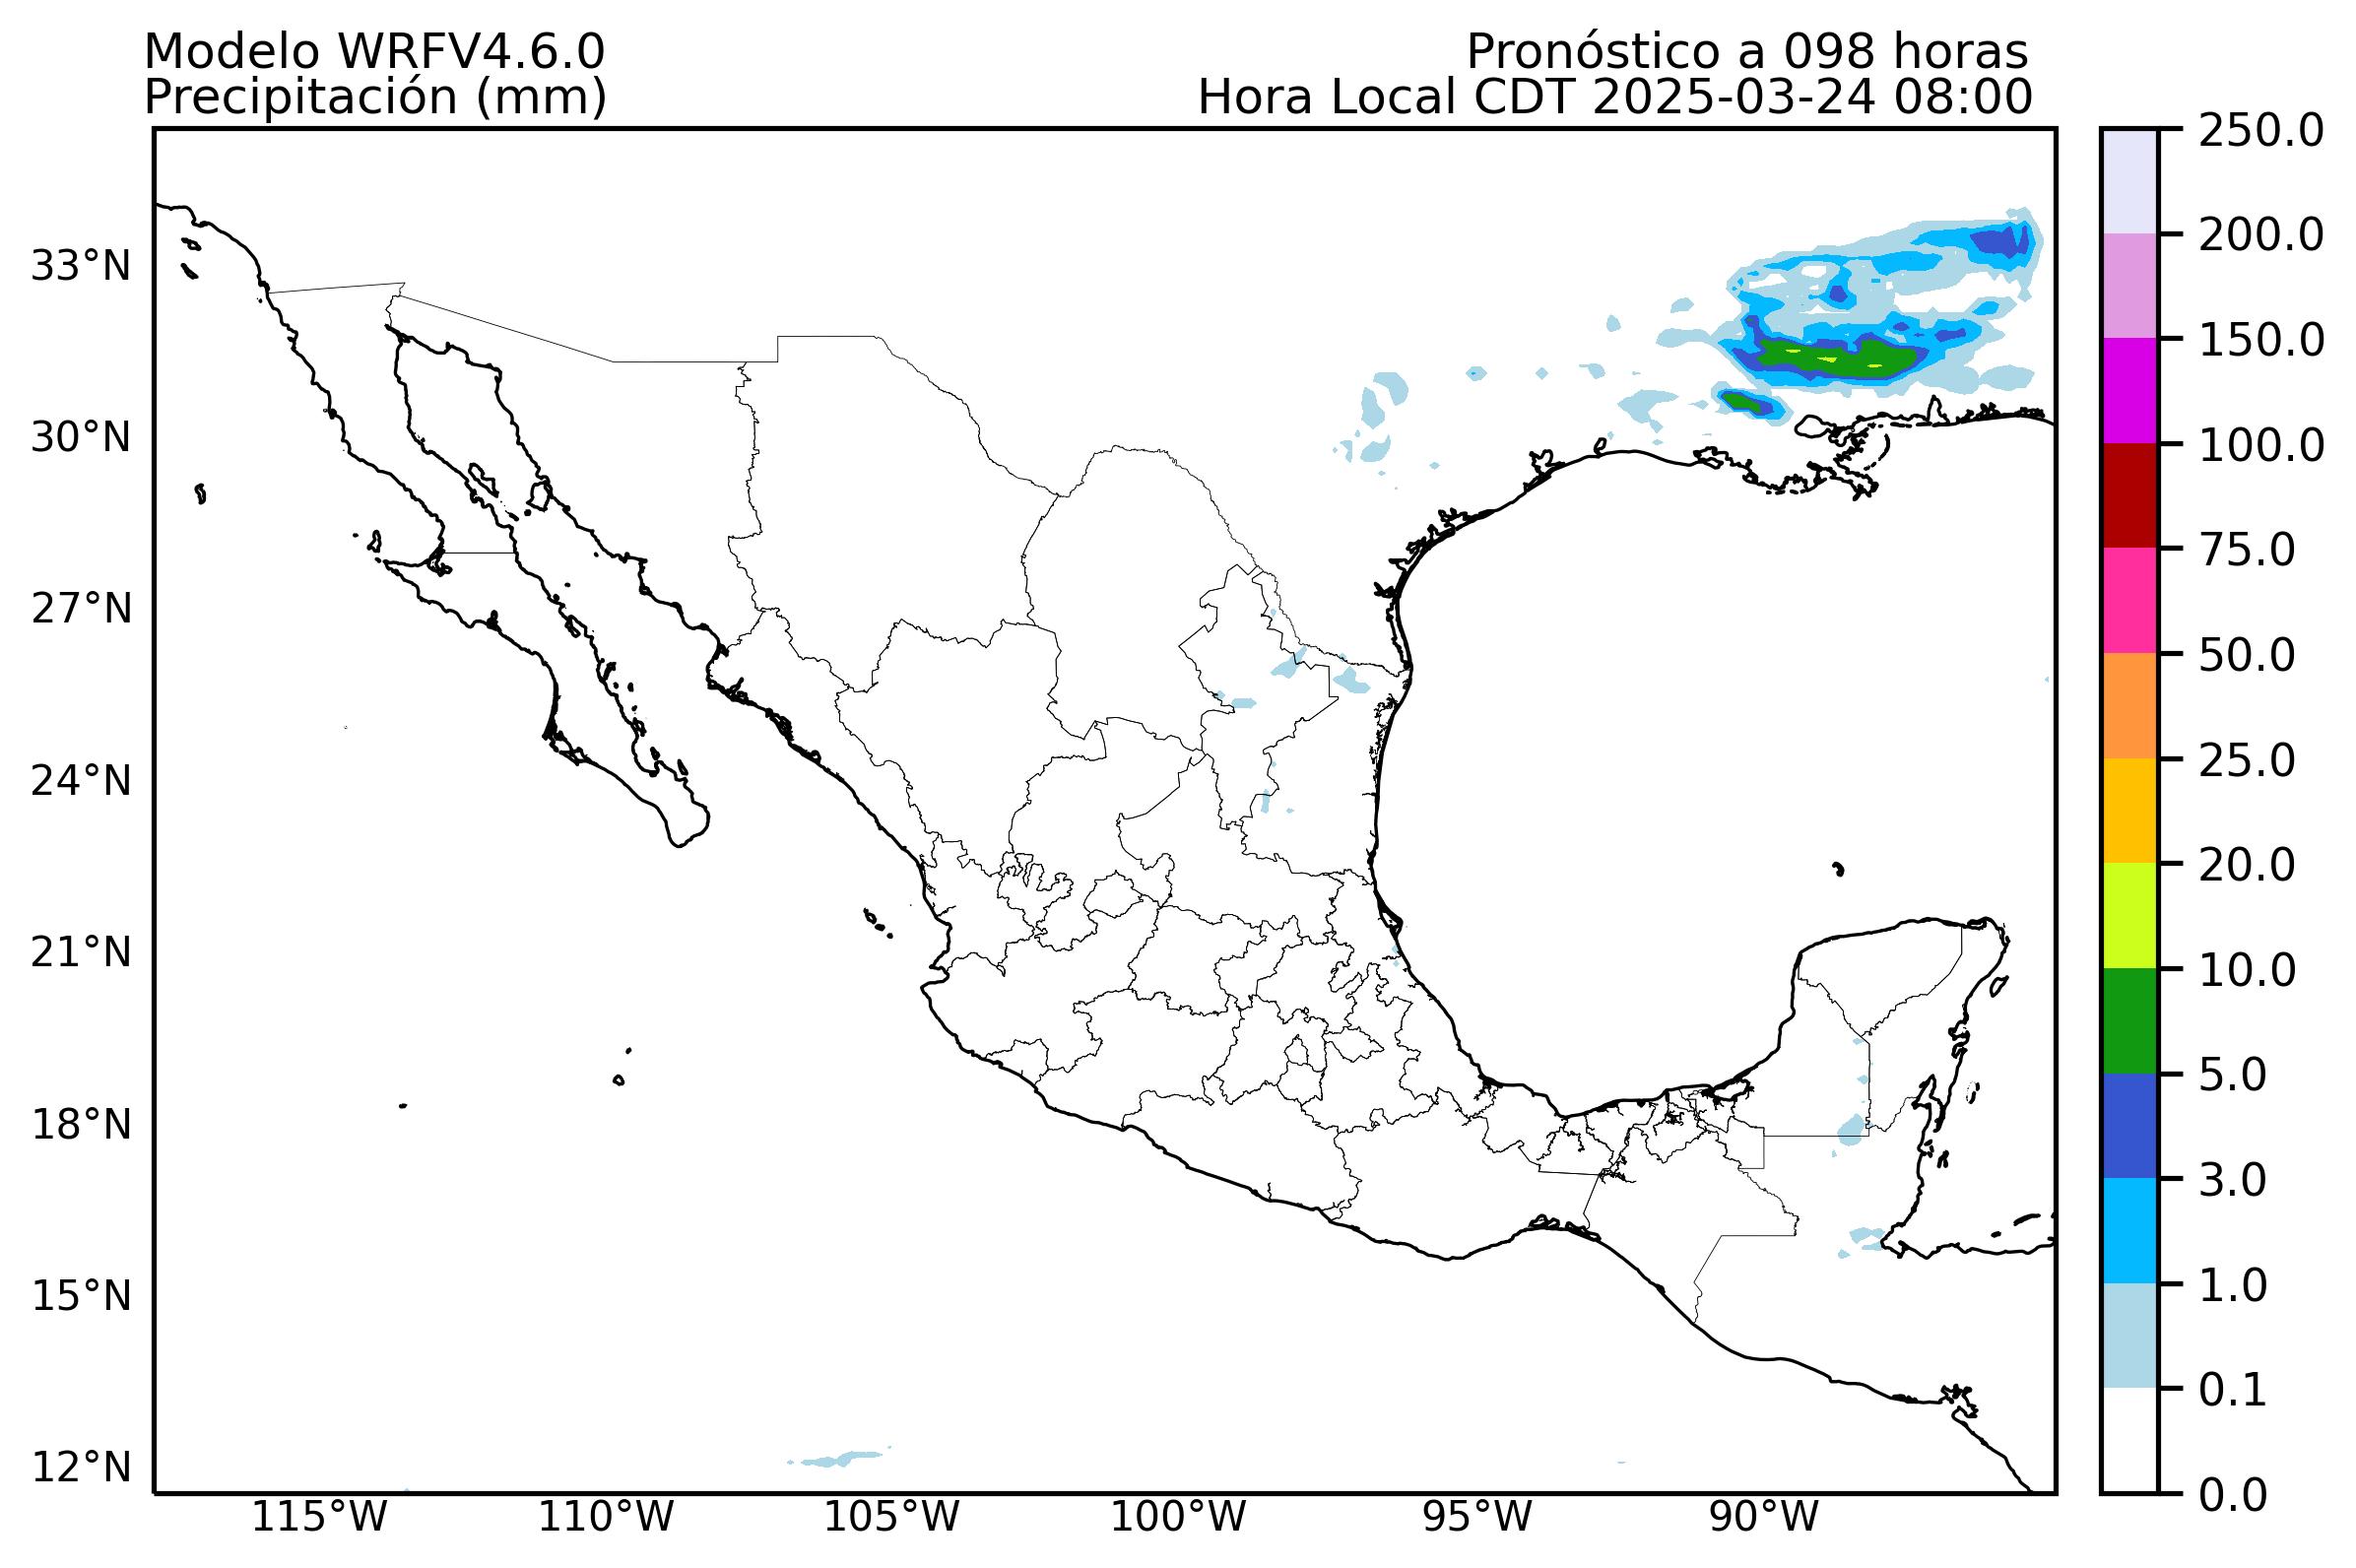 Modelo WRFV4.6.0
Precipitación (mm)
Pronóstico a 098 horas
Hora Local CDT 2025-03-24 08:00
33°N
30°N
27°N
24°N
21°N
18°N
15°N
12°N
115°W
110°W
105°W
100°W
95°W
90°W
250.0
200.0
150.0
100.0
75.0
50.0
25.0
20.0
10.0
5.0
3.0
1.0
0.1
0.0